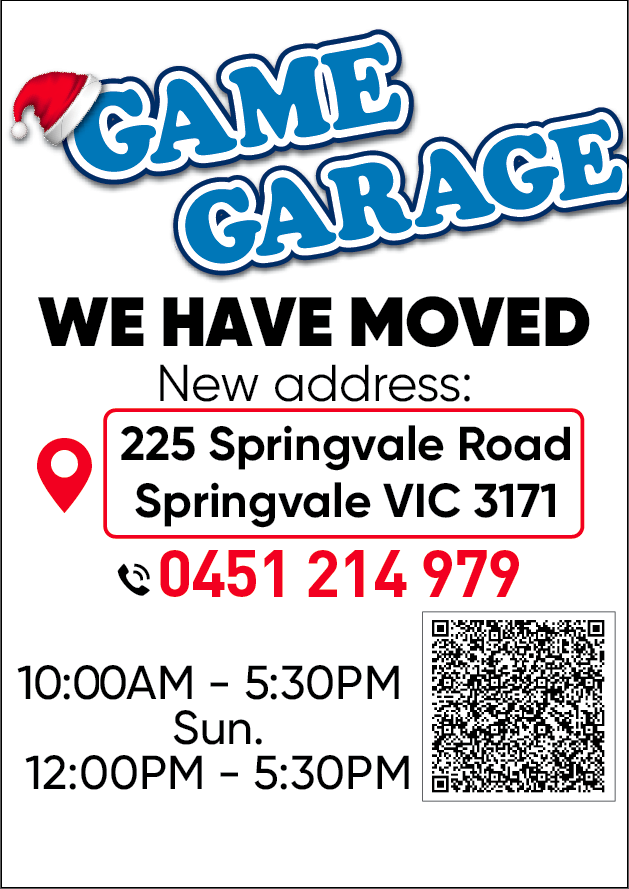 GAME
GARAGE
WE HAVE MOVED
New address:
225 Springvale Road
Springvale VIC 3171
0451 214 979
10:00AM - 5:30PM
Sun.
12:00PM - 5:30PM